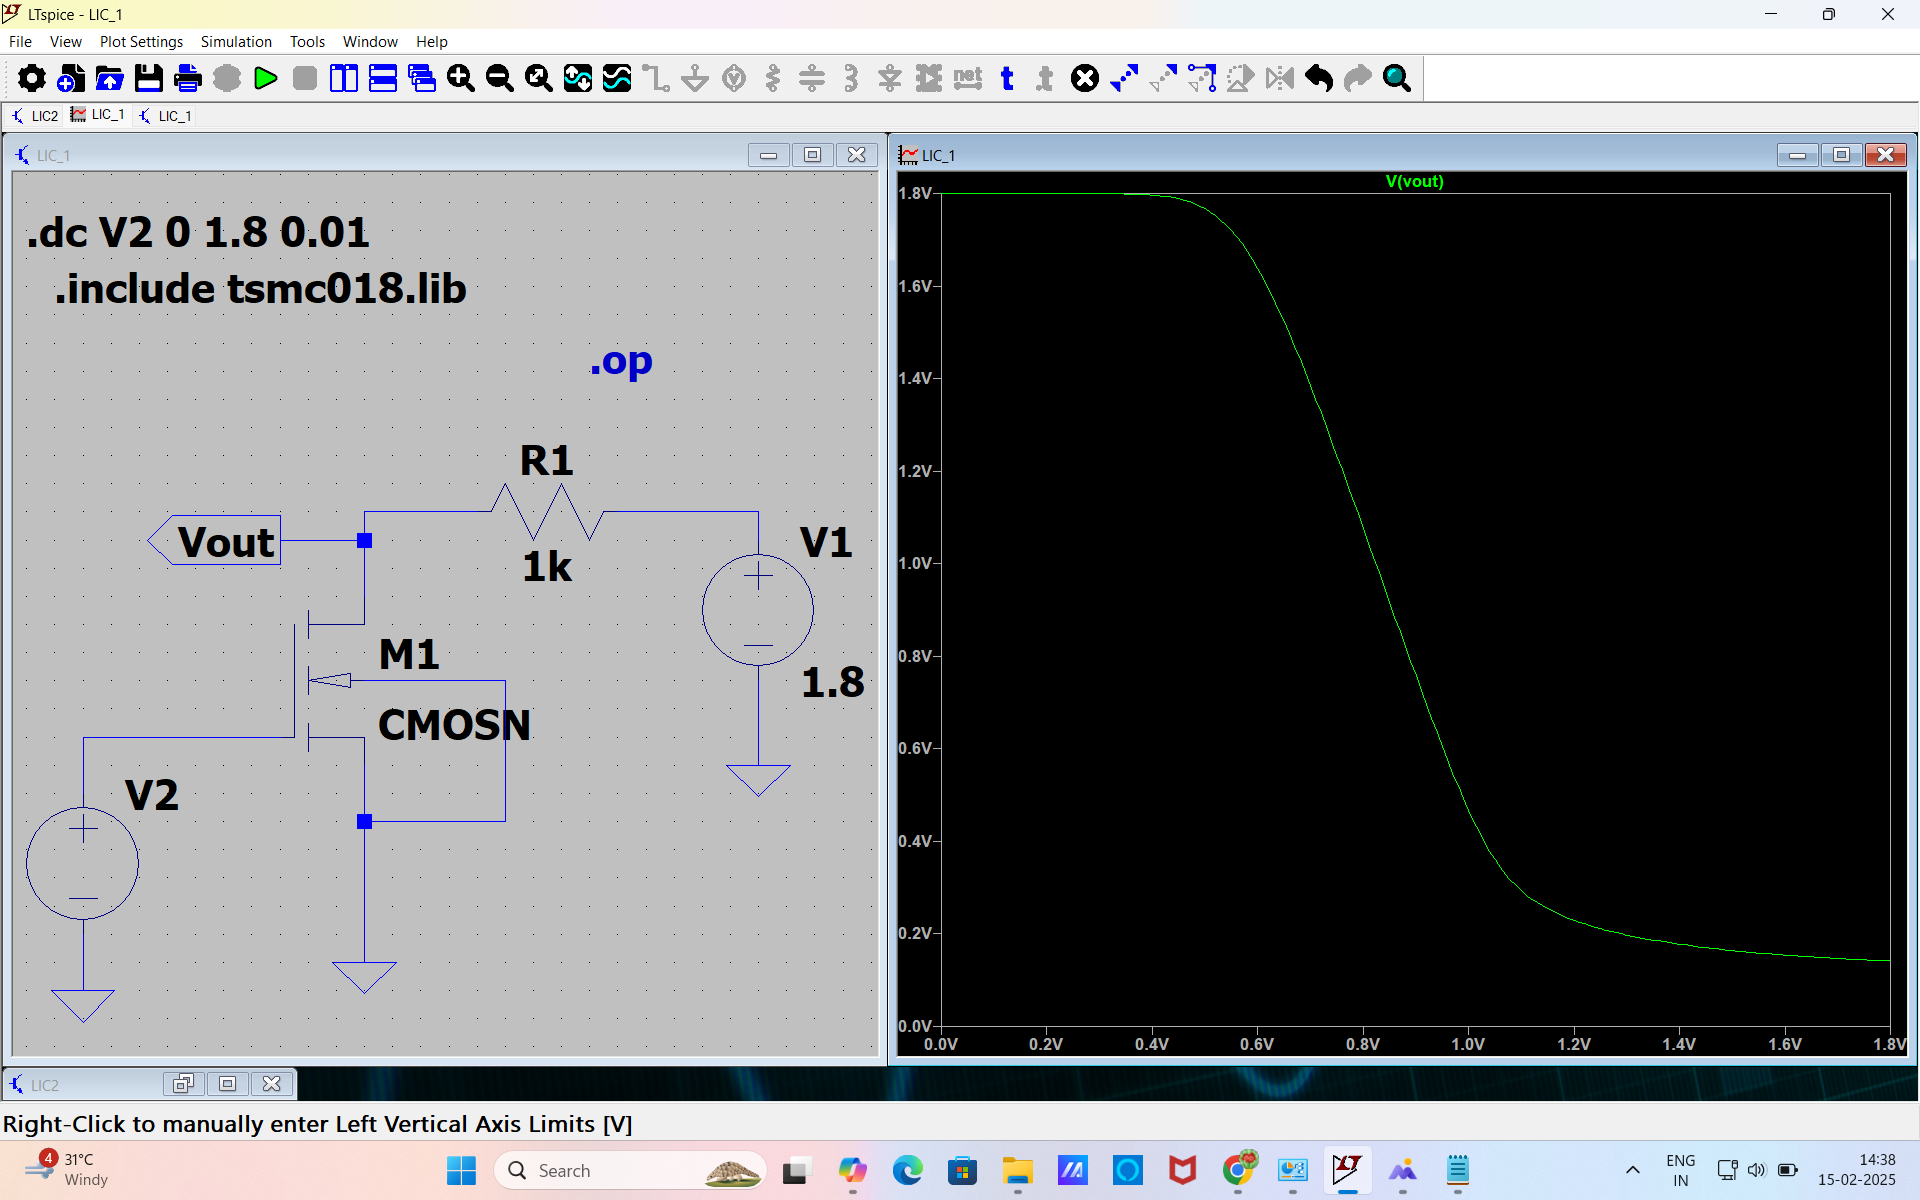 LTspice - LIC_1
File View Plot Settings Simulation Tools Window Help
net t .t
LIC2 LIC_1 LIC_1
LIC_1
.dc V2 0 1.8 0.01
.include tsmc018.lib
.op
R1
Vout
1k
V1
M1
1.8
CMOSN
V2
LIC_1
V(vout)
1.8V
1.6V
1.4V
1.2V
1.0V
0.8V
0.6V
0.4V
0.2V
0.0V
0.0V 0.2V 0.4V 0.6V 0.8V 1.0V 1.2V 1.4V 1.6V 1.8V
LIC2
Right-Click to manually enter Left Vertical Axis Limits [V]
4
31°C
Windy
Search
LT
ENG
IN
14:38
15-02-2025